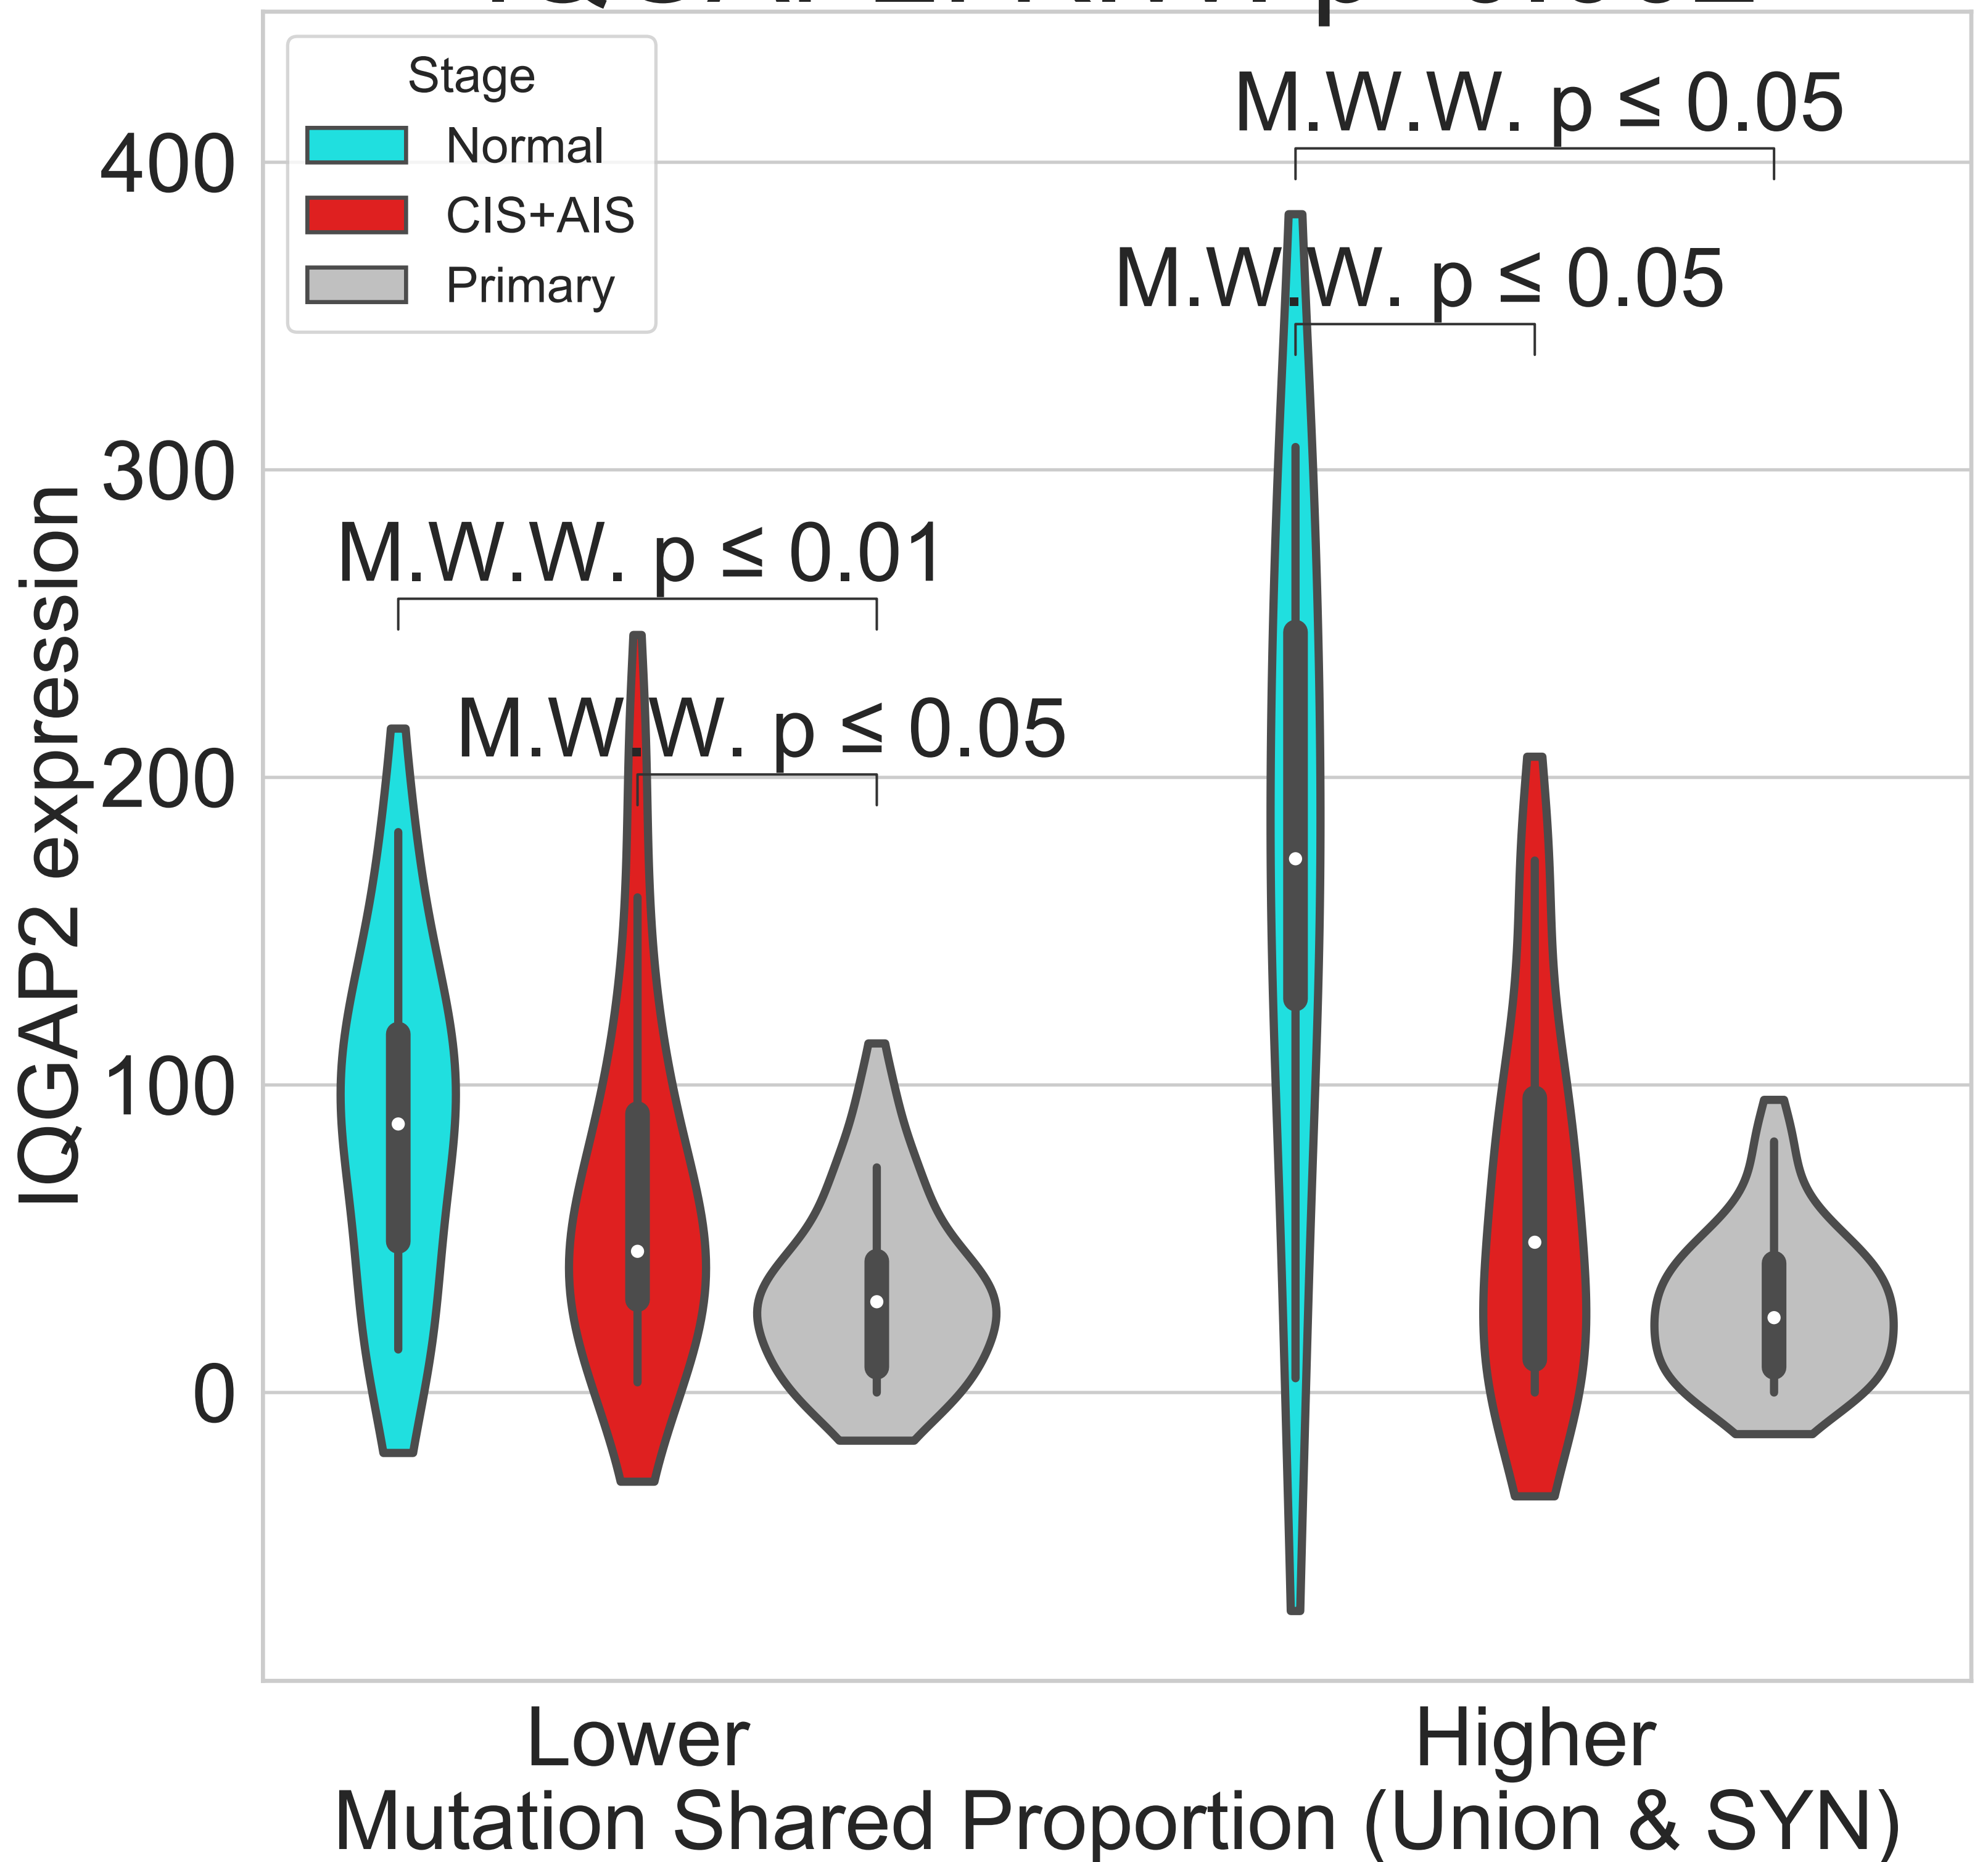 Stage
Normal
CIS+AIS
Primary
M.W.W. p ≤ 0.05
M.W.W. p ≤ 0.05
M.W.W. p ≤ 0.01
M.W.W. p ≤ 0.05
400
300
200
100
0
IQGAP2 expression
Lower
Higher
Mutation Shared Proportion (Union & SYN)